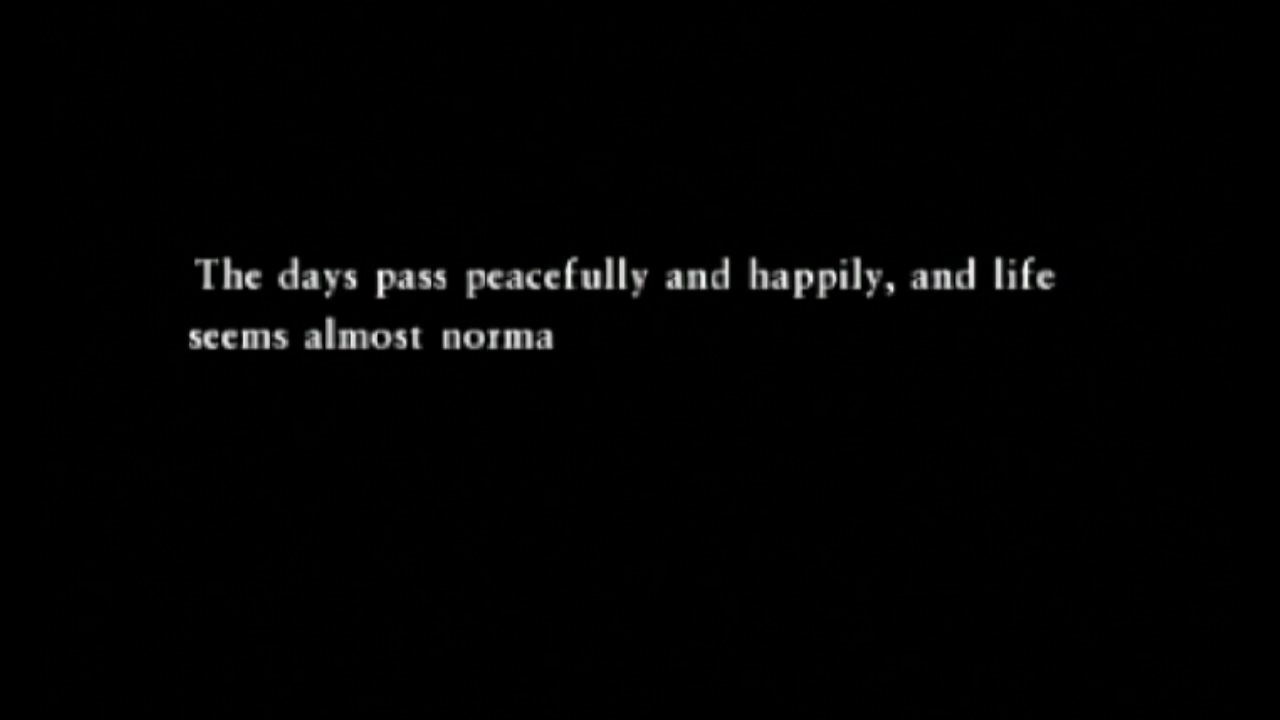 The days pass peacefully and happily, and life
seems almost norma